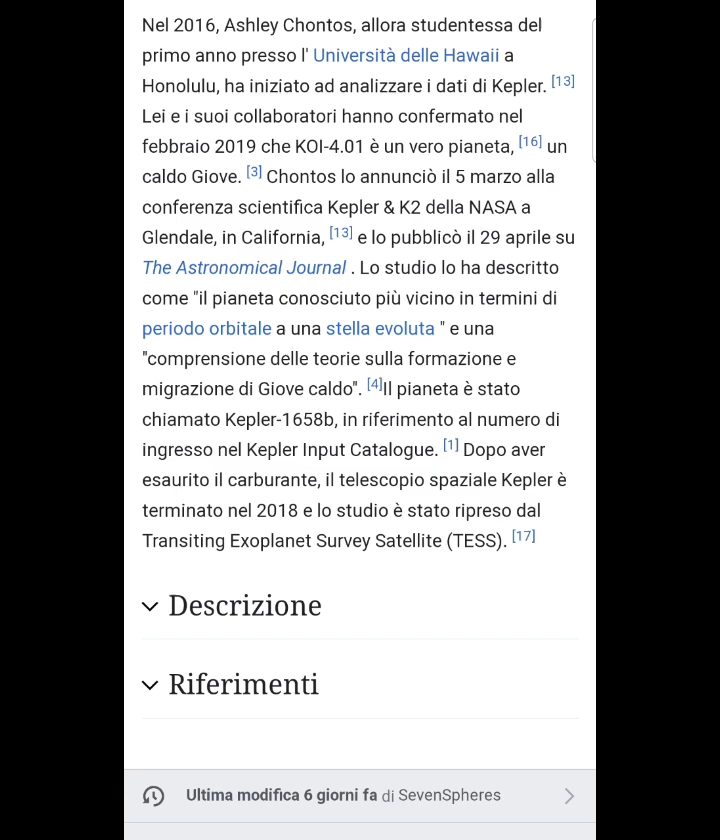 Nel 2016, Ashley Chontos, allora studentessa del
primo anno presso l' Università delle Hawaii a
Honolulu, ha iniziato ad analizzare i dati di Kepler. [13]
Lei e i suoi collaboratori hanno confermato nel
febbraio 2019 che KOI-4.01 è un vero pianeta, [16] un
caldo Giove. [3] Chontos lo annunciò il 5 marzo alla
conferenza scientifica Kepler & K2 della NASA a
Glendale, in California, [13] e lo pubblicò il 29 aprile su
The Astronomical Journal . Lo studio lo ha descritto
come "il pianeta conosciuto più vicino in termini di
periodo orbitale a una stella evoluta " e una
"comprensione delle teorie sulla formazione e
migrazione di Giove caldo". [4]Il pianeta è stato
chiamato Kepler-1658b, in riferimento al numero di
ingresso nel Kepler Input Catalogue. [1] Dopo aver
esaurito il carburante, il telescopio spaziale Kepler è
terminato nel 2018 e lo studio è stato ripreso dal
Transiting Exoplanet Survey Satellite (TESS). [17]
Descrizione
Riferimenti
Ultima modifica 6 giorni fa di SevenSpheres